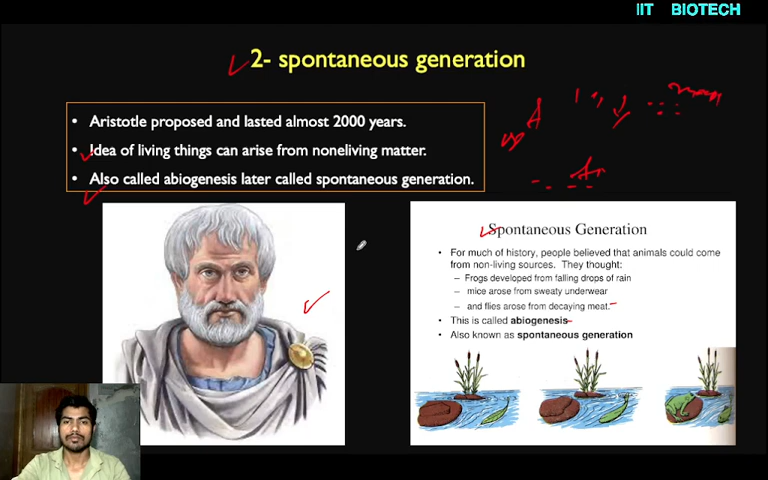 IIT BIOTECH
2- spontaneous generation
• Aristotle proposed and lasted almost 2000 years.
• Idea of living things can arise from nonliving matter.
• Also called abiogenesis later called spontaneous generation.
Spontaneous Generation
• For much of history, people believed that animals could come
from non-living sources. They thought:
– Frogs developed from falling drops of rain
– mice arose from sweaty underwear
– and flies arose from decaying meat.
• This is called abiogenesis
• Also known as spontaneous generation